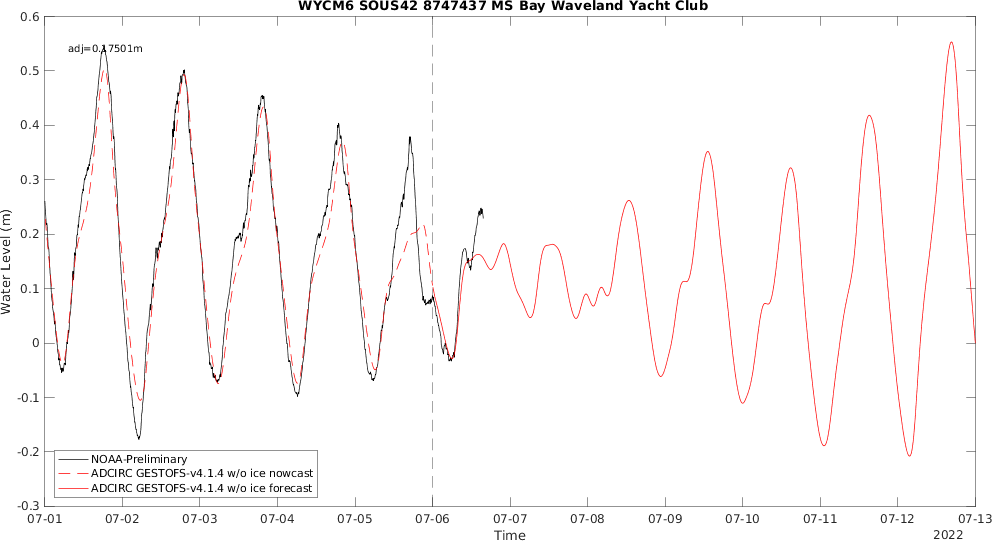 WYCM6 SOUS42 8747437 MS Bay Waveland Yacht Club
adj=0.17501m
Water Level (m)
0.6
0.5
0.4
0.3
0.2
0.1
0
-0.1
-0.2
-0.3
NOAA-Preliminary
ADCIRC GESTOFS-v4.1.4 w/o ice nowcast
ADCIRC GESTOFS-v4.1.4 w/o ice forecast
07-01 07-02 07-03 07-04 07-05 07-06 07-07 07-08 07-09 07-10 07-11 07-12 07-13
Time
2022